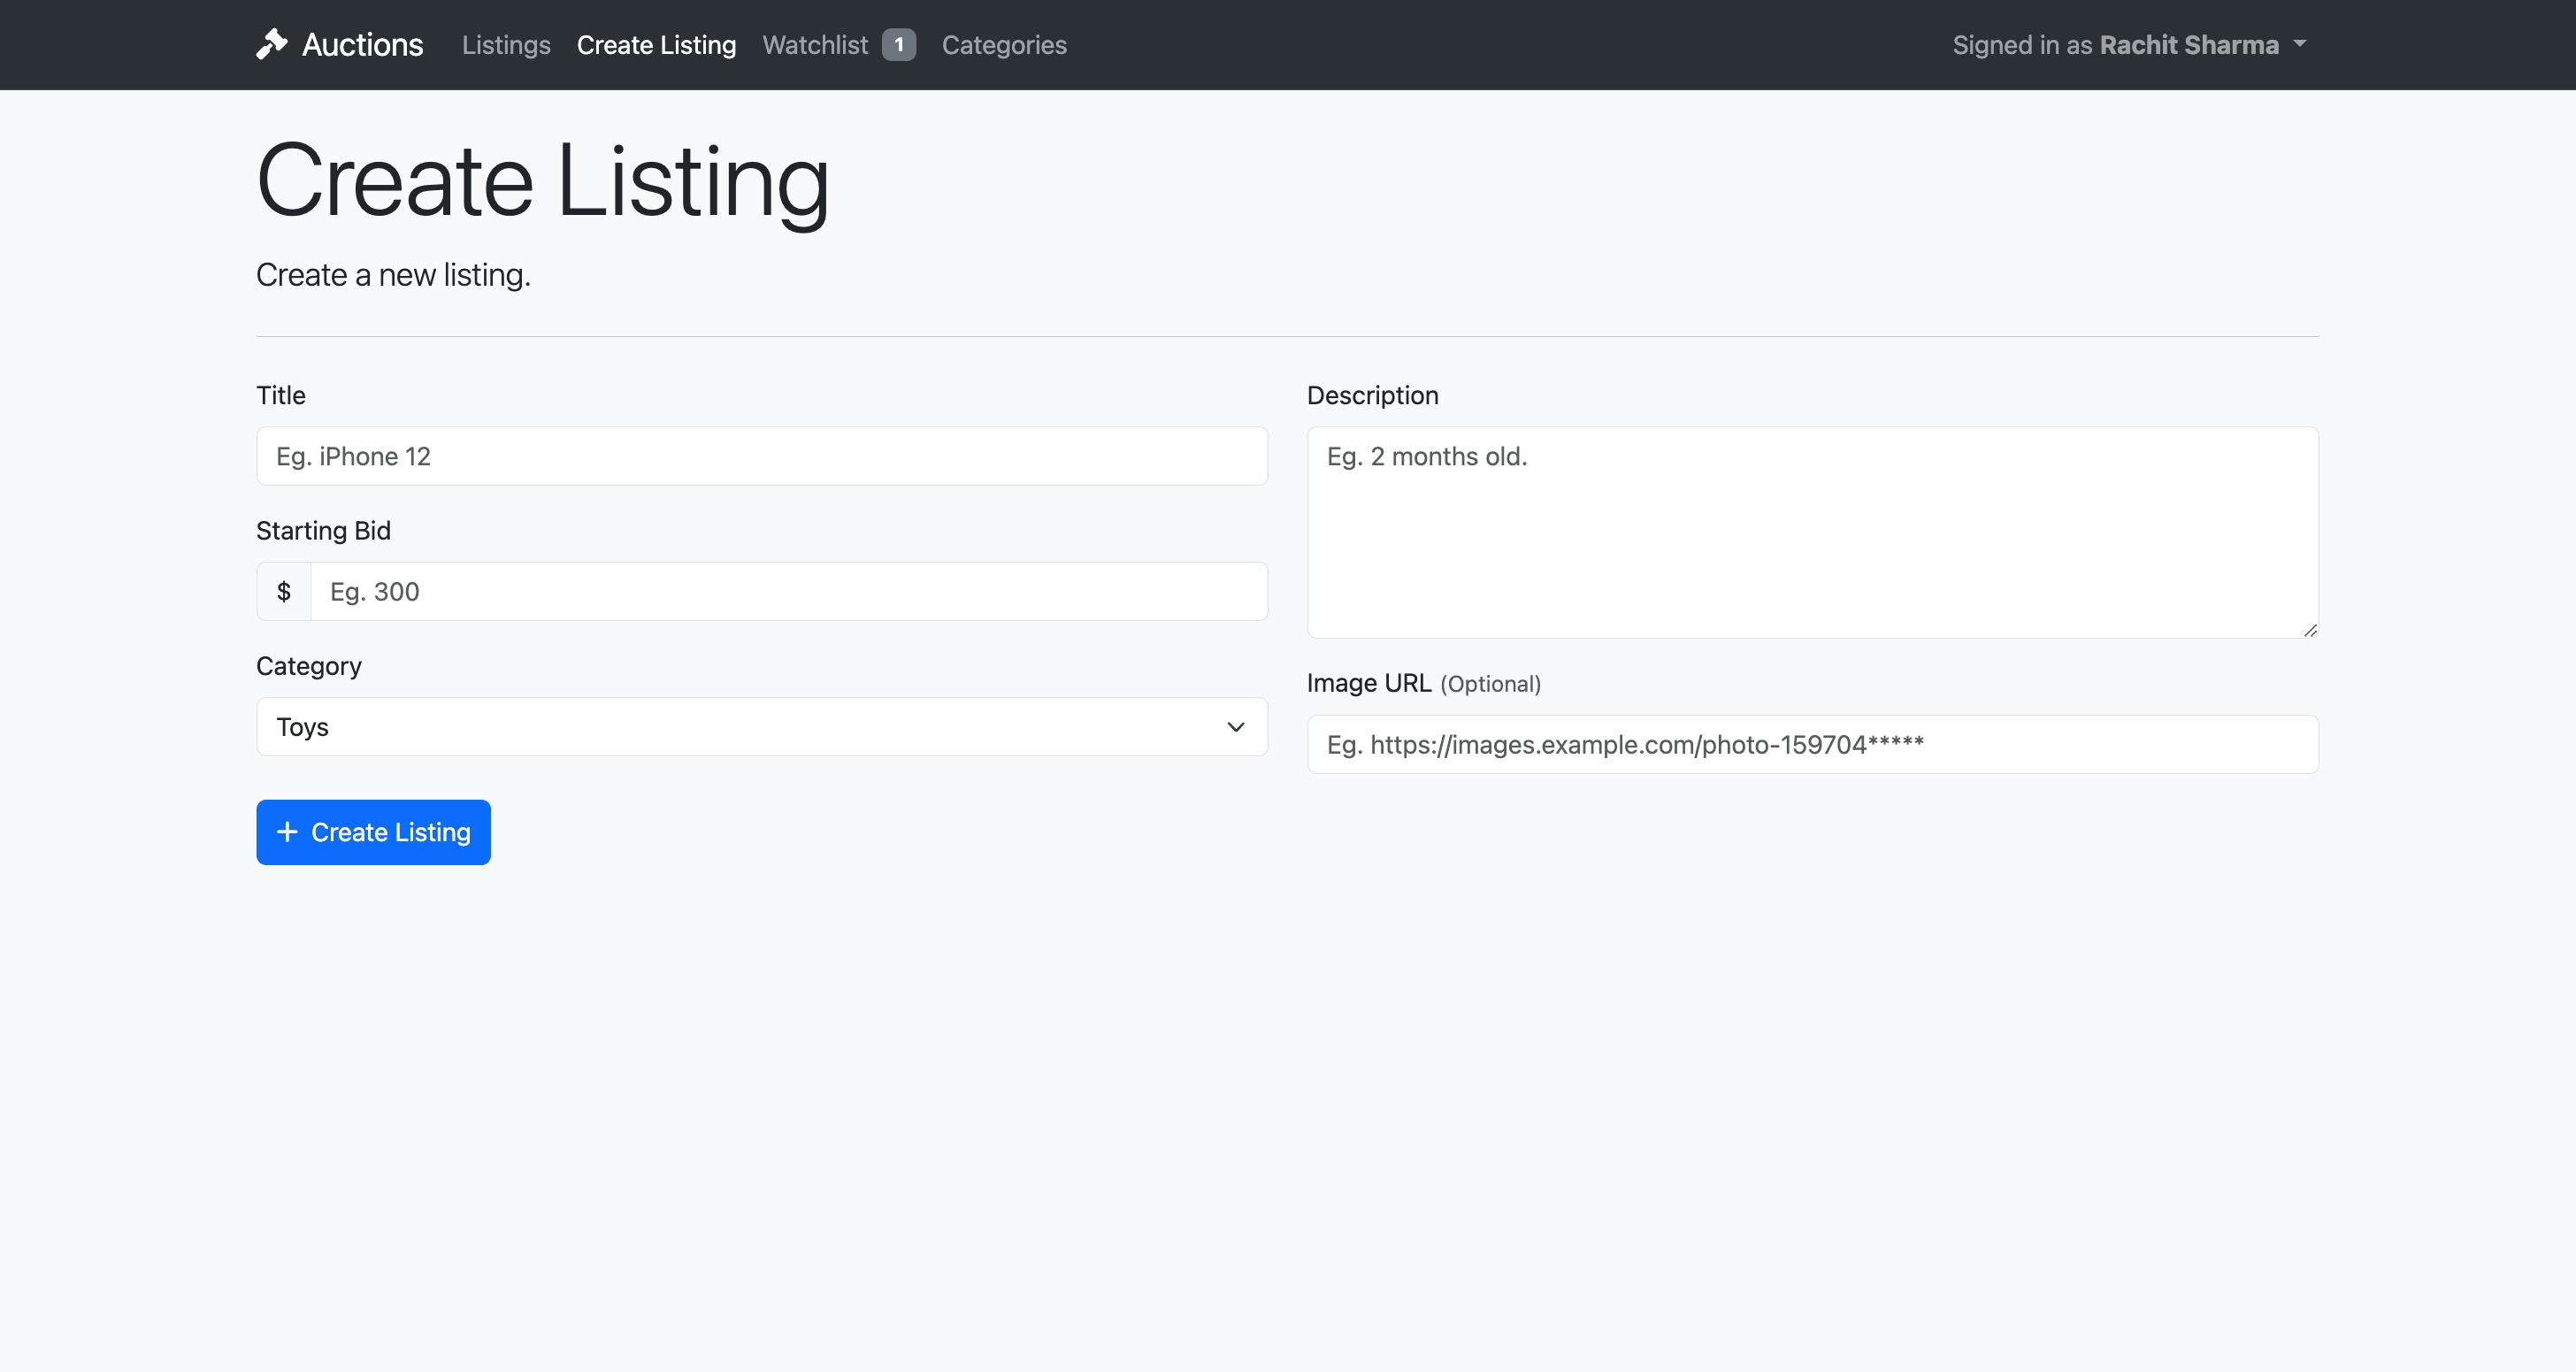 Auctions Listings Create Listing Watchlist 1 Categories Signed in as Rachit Sharma
Create Listing
Create a new listing.
Title
Eg. iPhone 12
Starting Bid
$ Eg. 300
Category
Toys
Description
Eg. 2 months old.
Image URL (Optional)
Eg. https://images.example.com/photo-159704*****
+ Create Listing